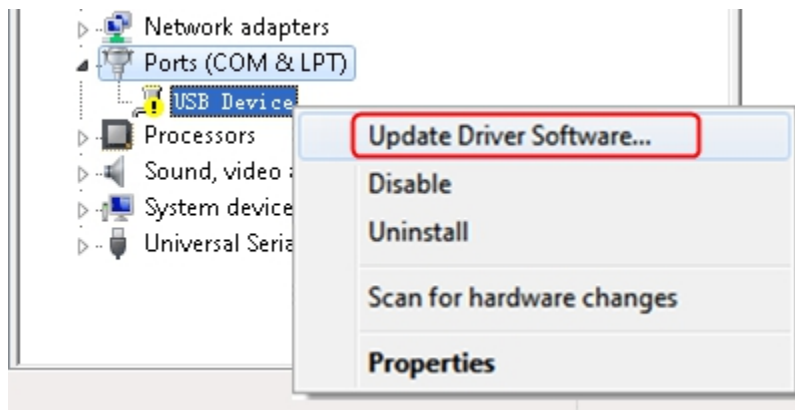 Network adapters
Ports (COM & LPT)
USB Device
Processors
Sound, video
System device
Universal Seria
Update Driver Software...
Disable
Uninstall
Scan for hardware changes
Properties